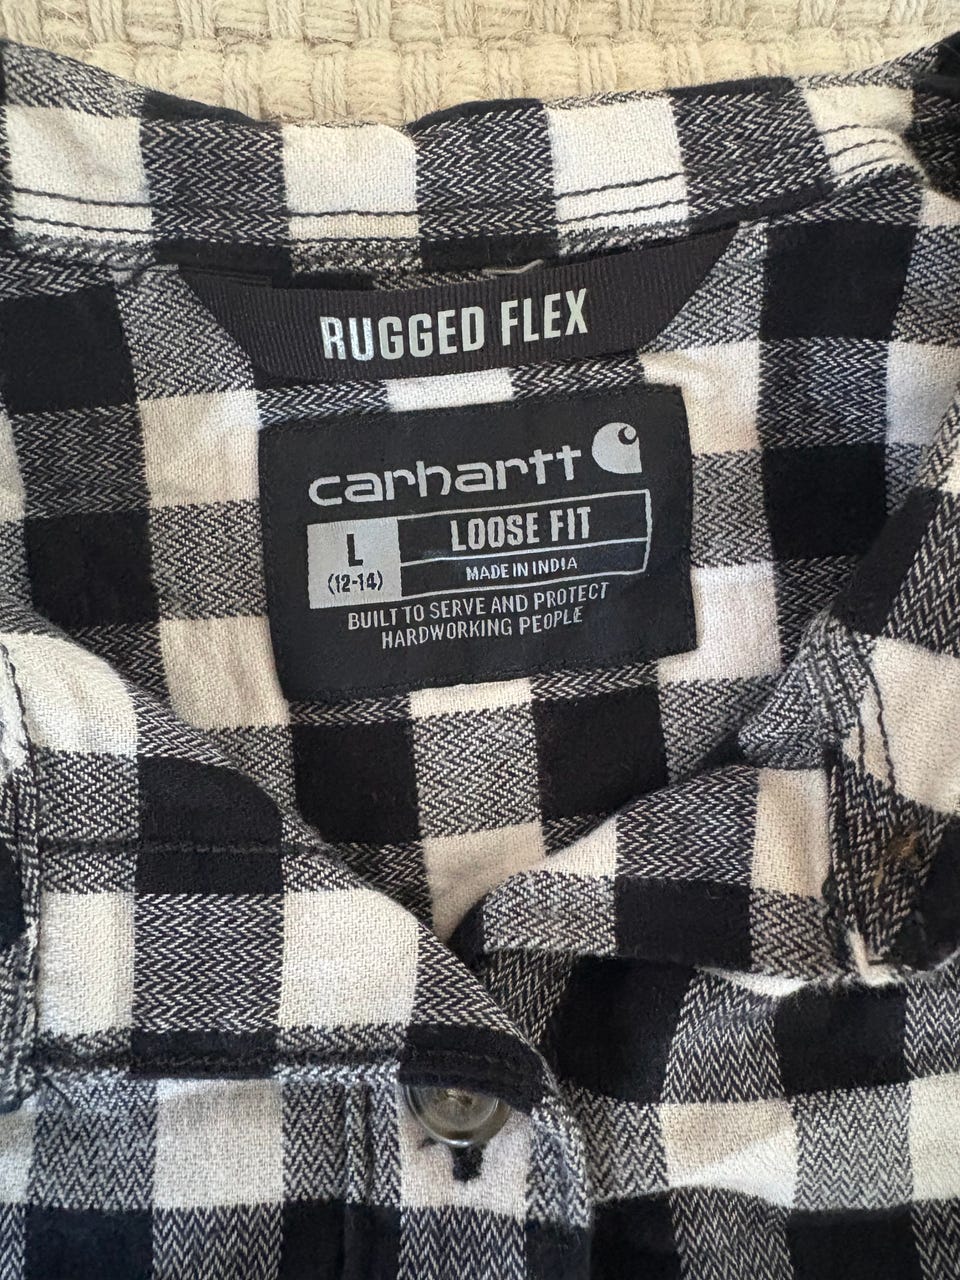 RUGGED FLEX
carhartt
L
(12-14)
LOOSE FIT
MADE IN INDIA
BUILT TO SERVE AND PROTECT
HARDWORKING PEOPLE